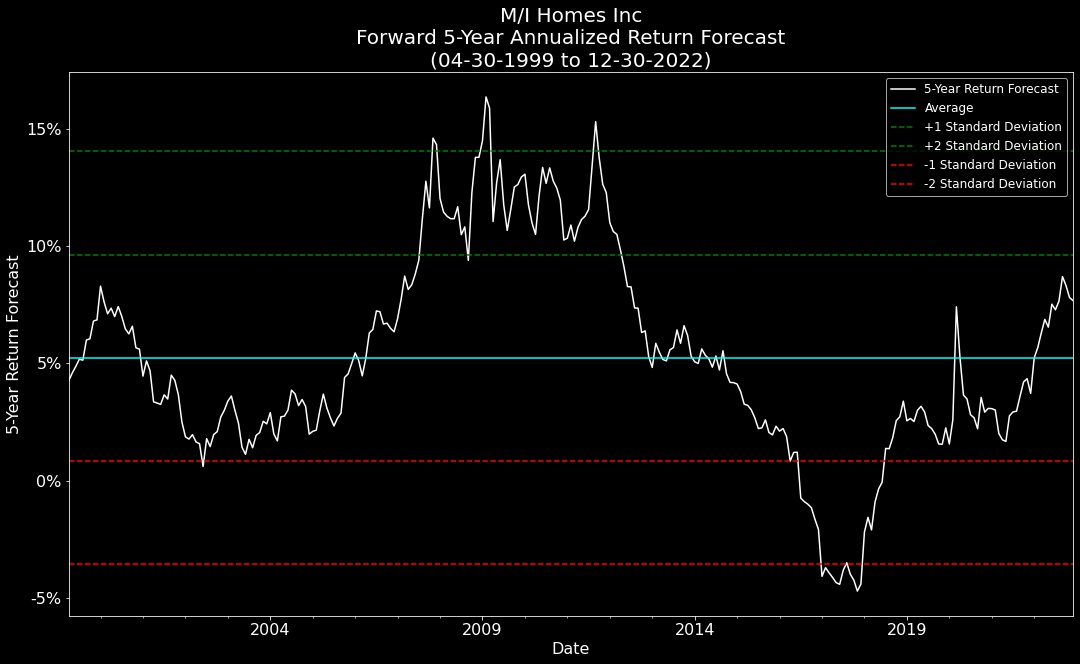 M/I Homes Inc
Forward 5-Year Annualized Return Forecast
(04-30-1999 to 12-30-2022)
5-Year Return Forecast
Average
+1 Standard Deviation
+2 Standard Deviation
-1 Standard Deviation
-2 Standard Deviation
5-Year Return Forecast
15%
10%
5%
0%
-5%
2004 2009 2014 2019
Date